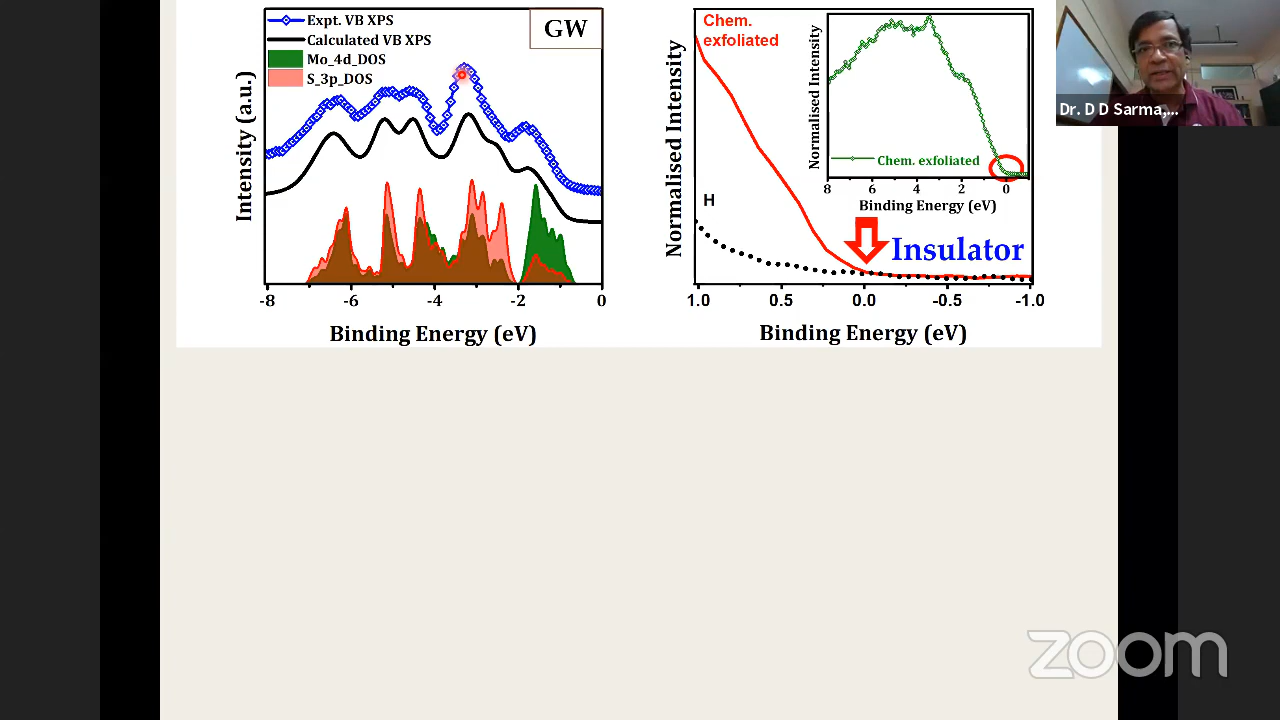 Expt. VB XPS
Calculated VB XPS
Mo_4d_DOS
S_3p_DOS
GW
Intensity (a.u.)
-8 -6 -4 -2 0
Binding Energy (eV)
Chem.
exfoliated
Normalised Intensity
H
Insulator
1.0 0.5 0.0 -0.5 -1.0
Binding Energy (eV)
Normalised Intensity
Chem. exfoliated
8 6 4 2 0
Binding Energy (eV)
Dr. D D Sarma,...
zoom